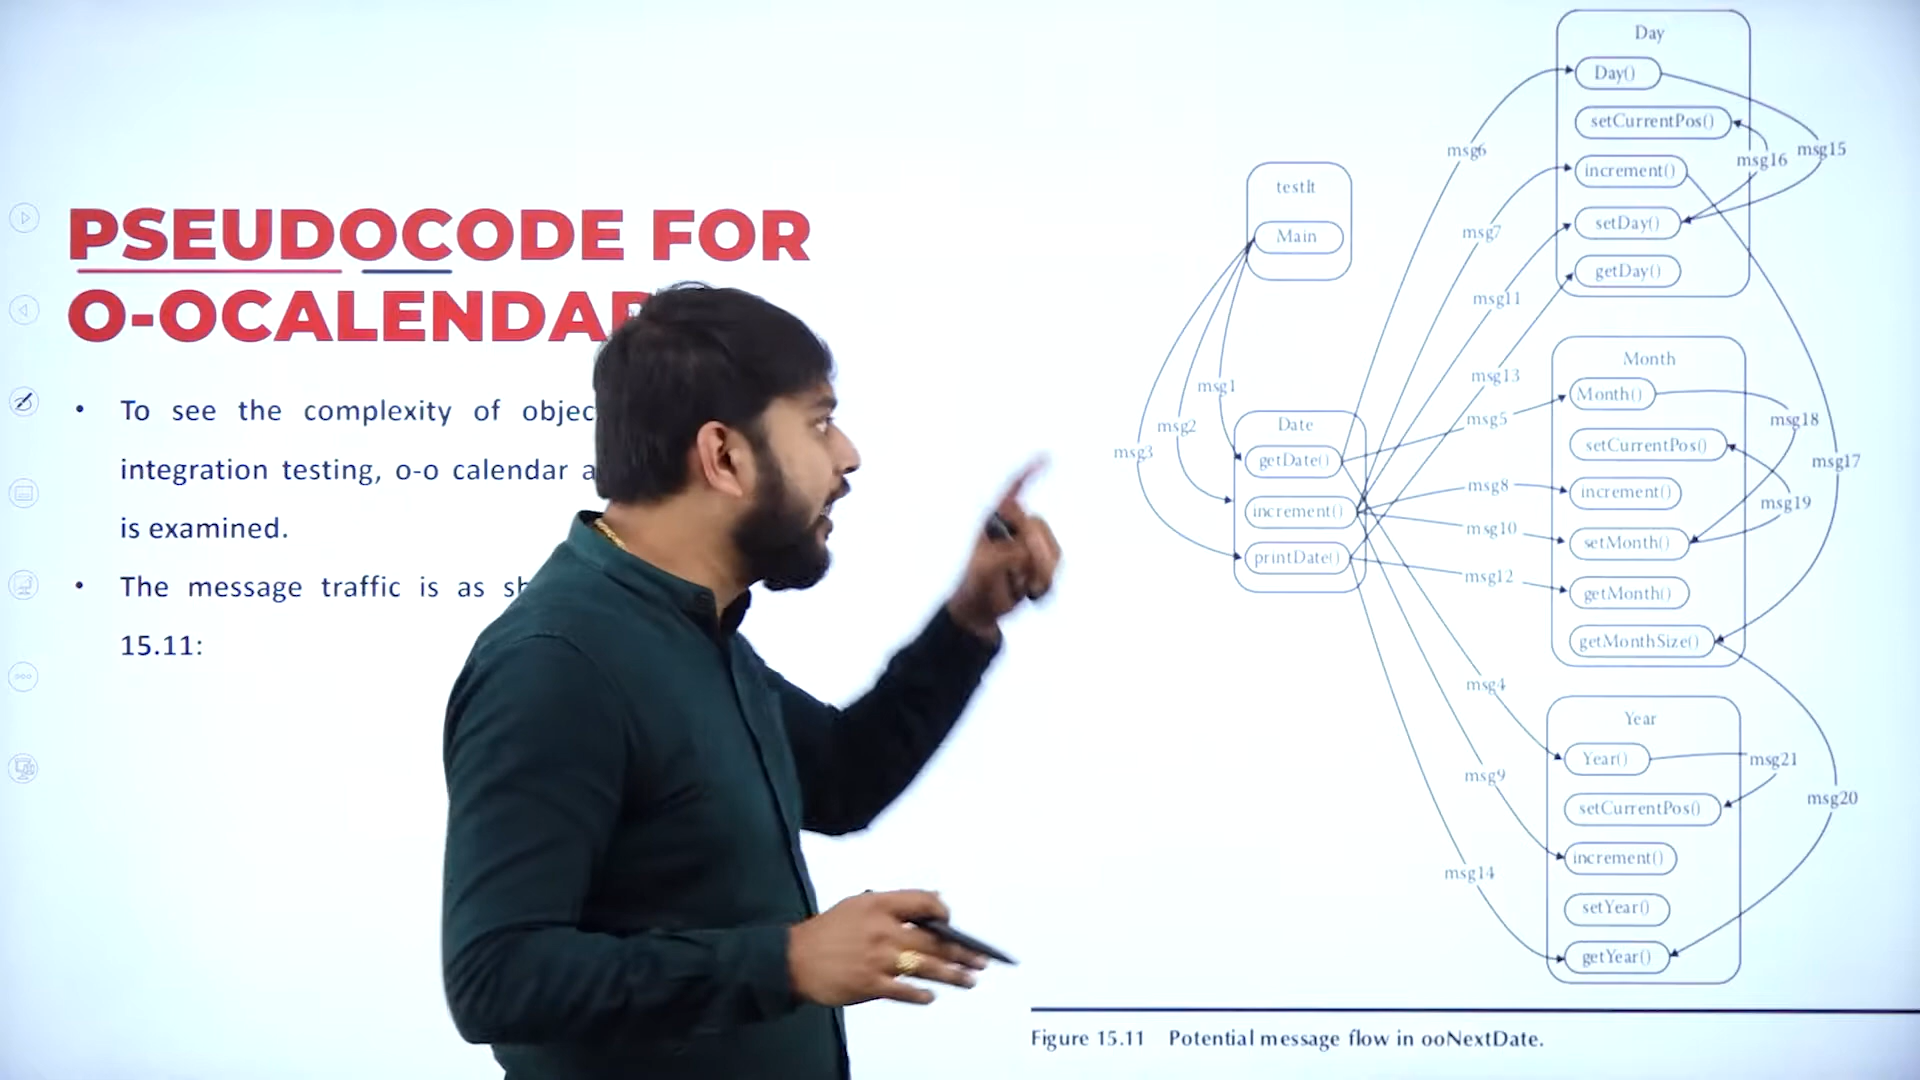 PSEUDOCODE FOR
O-OCALENDAR
• To see the complexity of
integration testing, o-o calendar
is examined.
• The message traffic is as
15.11:
testIt
Main
msg1
msg2
msg3
Date
getDate()
increment()
printDate()
msg6
msg7
msg11
msg13
msg5
msg8
msg10
msg12
msg4
msg9
msg14
Day
Day()
setCurrentPos()
increment()
setDay()
getDay()
msg16
msg15
Month
Month()
setCurrentPos()
increment()
setMonth()
getMonth()
getMonthSize()
msg18
msg17
msg19
Year
Year()
setCurrentPos()
increment()
setYear()
getYear()
msg21
msg20
Figure 15.11 Potential message flow in ooNextDate.